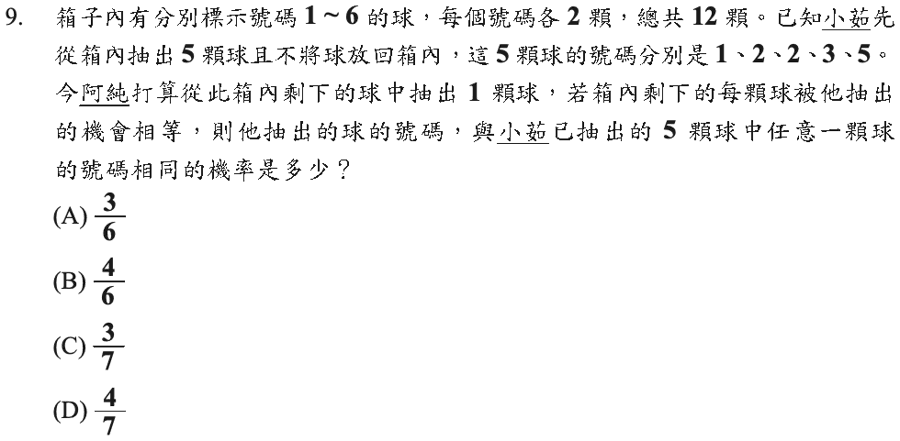 9. 箱子內有分別標示號碼 1～6 的球，每個號碼各 2 顆，總共 12 顆。已知小茹先
從箱內抽出 5 顆球且不將球放回箱內，這 5 顆球的號碼分別是 1、2、2、3、5。
今阿純打算從此箱內剩下的球中抽出 1 顆球，若箱內剩下的每顆球被他抽出
的機會相等，則他抽出的球的號碼，與小茹已抽出的 5 顆球中任意一顆球
的號碼相同的機率是多少？
(A) 3/6
(B) 4/6
(C) 3/7
(D) 4/7